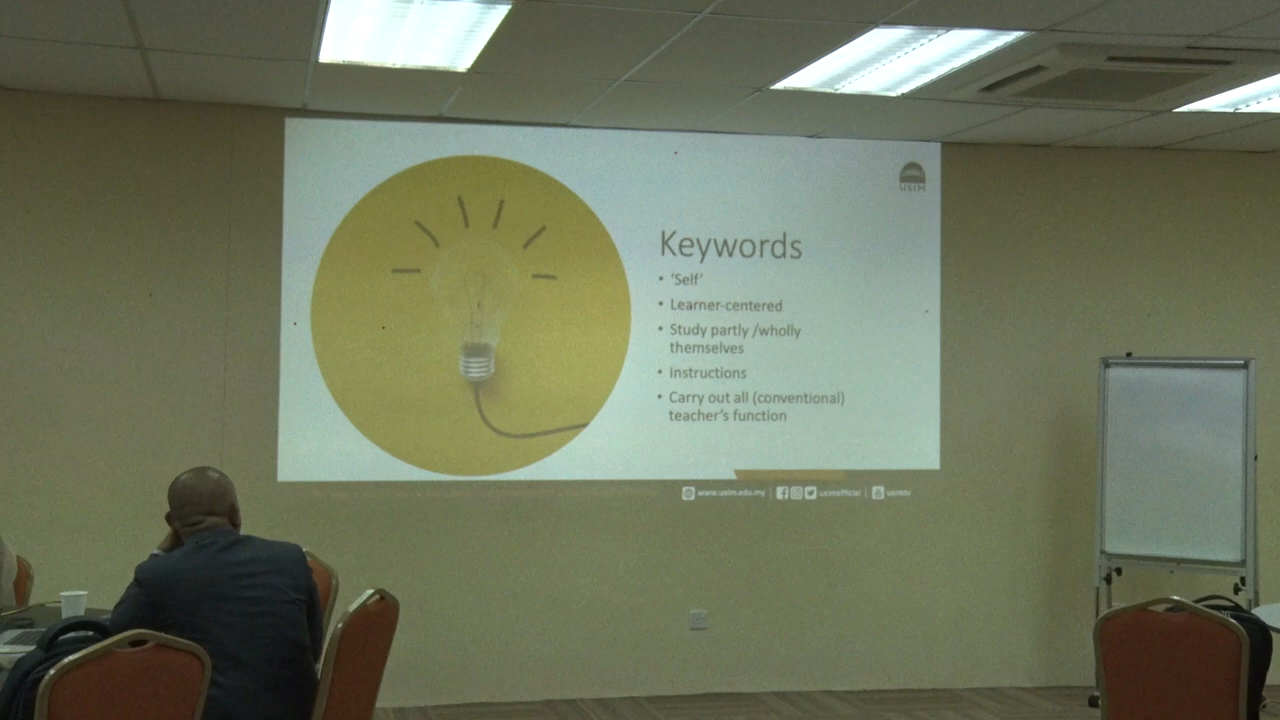 USIM
Keywords
• 'Self'
• Learner-centered
• Study partly /wholly
themselves
• Instructions
• Carry out all (conventional)
teacher's function
www.usim.edu.my | usimofficial | usimtv